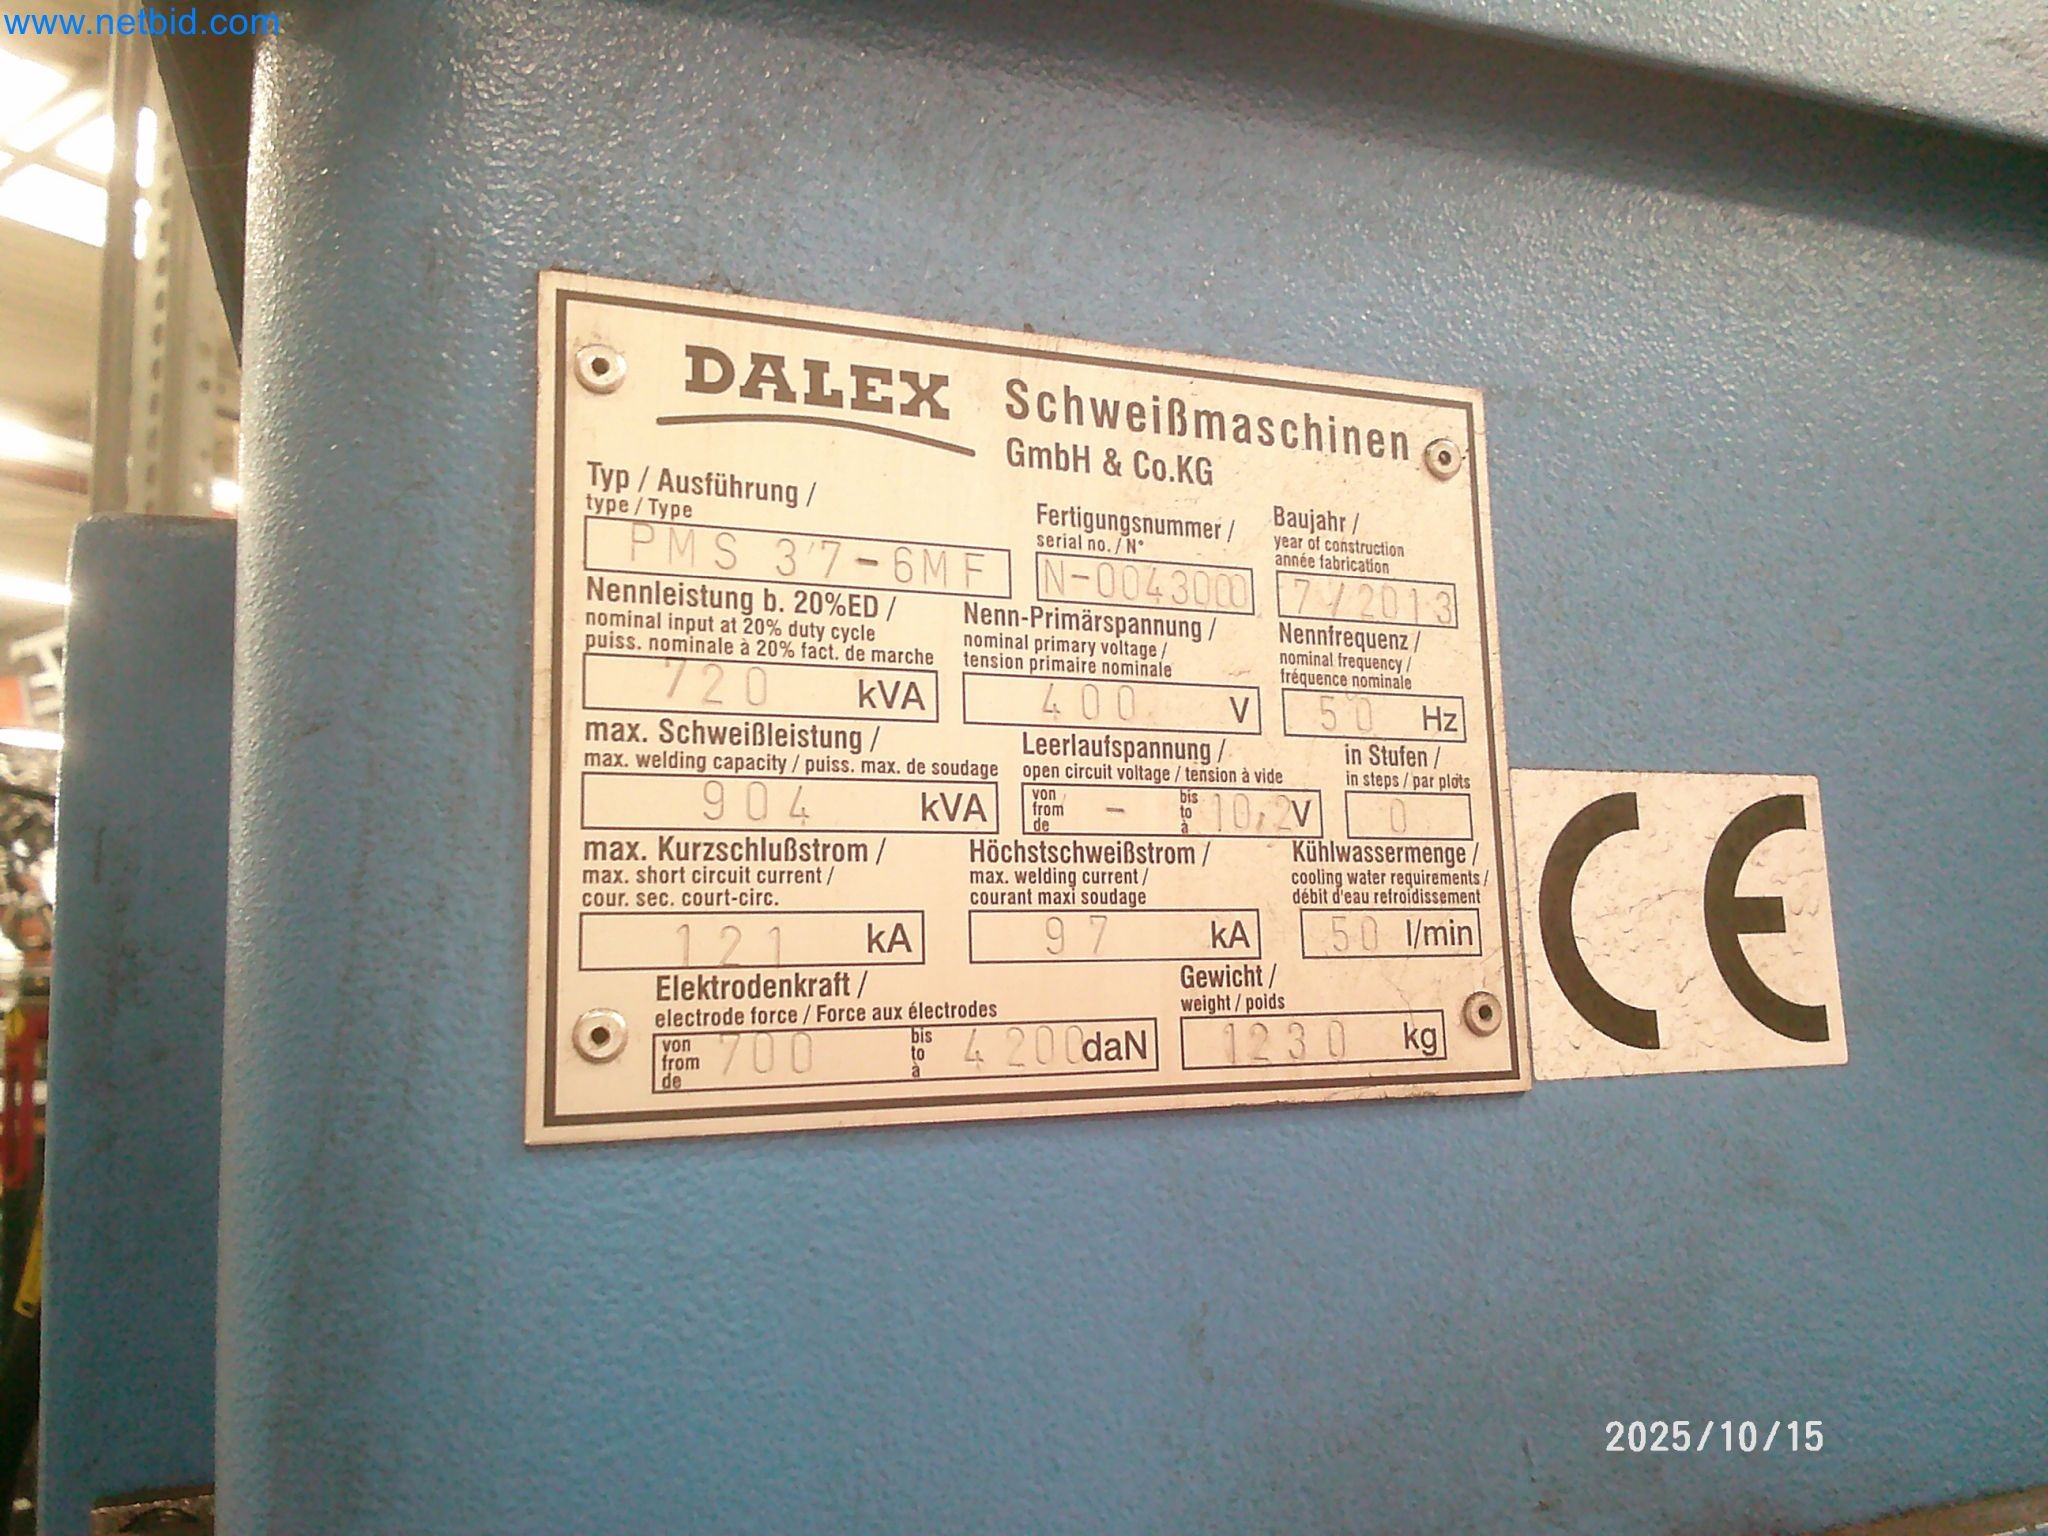 www.netbid.com
DALEX Schweißmaschinen
GmbH & Co.KG
Typ / Ausführung /
type / Type
PMS 3'7-6MF
Fertigungsnummer /
serial no. / N°
N-0043000
Baujahr /
year of construction
année fabrication
7/2013
Nennleistung b. 20%ED /
nominal input at 20% duty cycle
puiss. nominale à 20% fact. de marche
720 kVA
Nenn-Primärspannung /
nominal primary voltage /
tension primaire nominale
400 V
Nennfrequenz /
nominal frequency /
fréquence nominale
50 Hz
max. Schweißleistung /
max. welding capacity / puiss. max. de soudage
904 kVA
Leerlaufspannung /
open circuit voltage / tension à vide
von
from
de
-
bis
to
à
10,2 V
in Stufen /
in steps / par plots
0
max. Kurzschlußstrom /
max. short circuit current /
cour. sec. court-circ.
121 kA
Höchstschweißstrom /
max. welding current /
courant maxi soudage
97 kA
Kühlwassermenge /
cooling water requirements /
débit d'eau refroidissement
50 l/min
Elektrodenkraft /
electrode force / Force aux électrodes
von
from
de
700
bis
to
à
4200 daN
Gewicht /
weight / poids
1230 kg
CE
2025/10/15